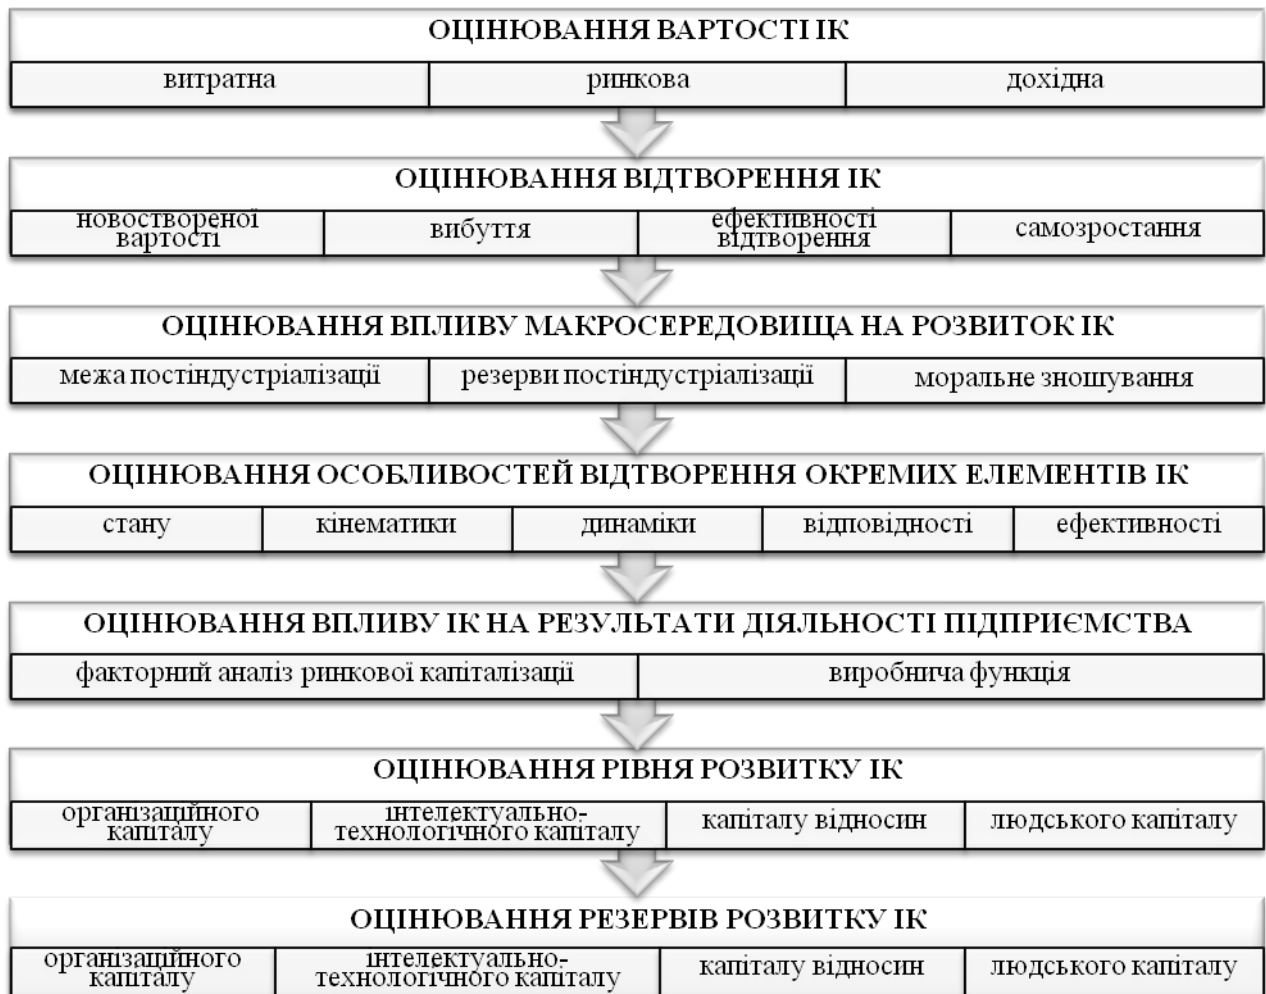 ОЦІНЮВАННЯ ВАРТОСТІ ІК
витратна
ринкова
дохідна
ОЦІНЮВАННЯ ВІДТВОРЕННЯ ІК
новоствореної
вартості
вибуття
ефективності
відтворення
самозростання
ОЦІНЮВАННЯ ВПЛИВУ МАКРОСЕРЕДОВИЩА НА РОЗВИТОК ІК
межа постіндустріалізації
резерви постіндустріалізації
моральне зношування
ОЦІНЮВАННЯ ОСОБЛИВОСТЕЙ ВІДТВОРЕННЯ ОКРЕМИХ ЕЛЕМЕНТІВ ІК
стану
кінематики
динаміки
відповідності
ефективності
ОЦІНЮВАННЯ ВПЛИВУ ІК НА РЕЗУЛЬТАТИ ДІЯЛЬНОСТІ ПІДПРИЄМСТВА
факторний аналіз ринкової капіталізації
виробнича функція
ОЦІНЮВАННЯ РІВНЯ РОЗВИТКУ ІК
організаційного
капіталу
інтелектуально-
технологічного капіталу
капіталу відносин
людського капіталу
ОЦІНЮВАННЯ РЕЗЕРВІВ РОЗВИТКУ ІК
організаційного
капіталу
інтелектуально-
технологічного капіталу
капіталу відносин
людського капіталу